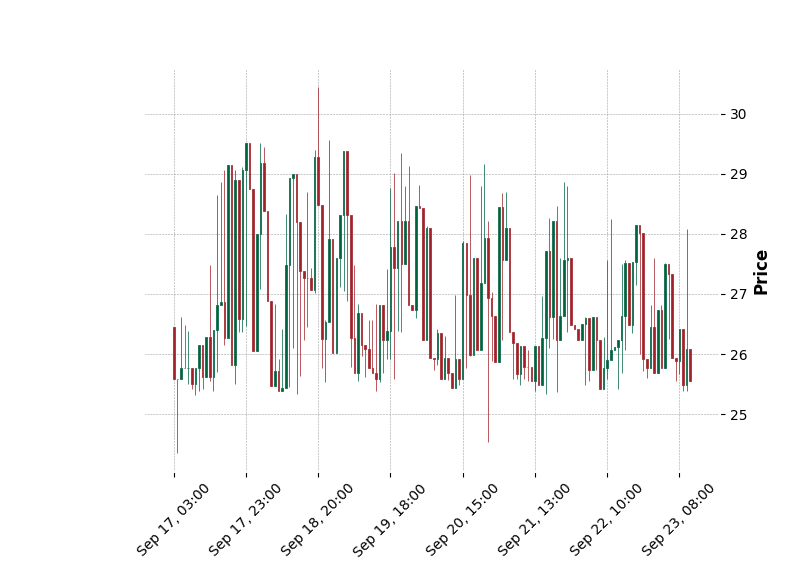 30
29
28
27
26
25
Price
Sep 17, 03:00
Sep 17, 23:00
Sep 18, 20:00
Sep 19, 18:00
Sep 20, 15:00
Sep 21, 13:00
Sep 22, 10:00
Sep 23, 08:00